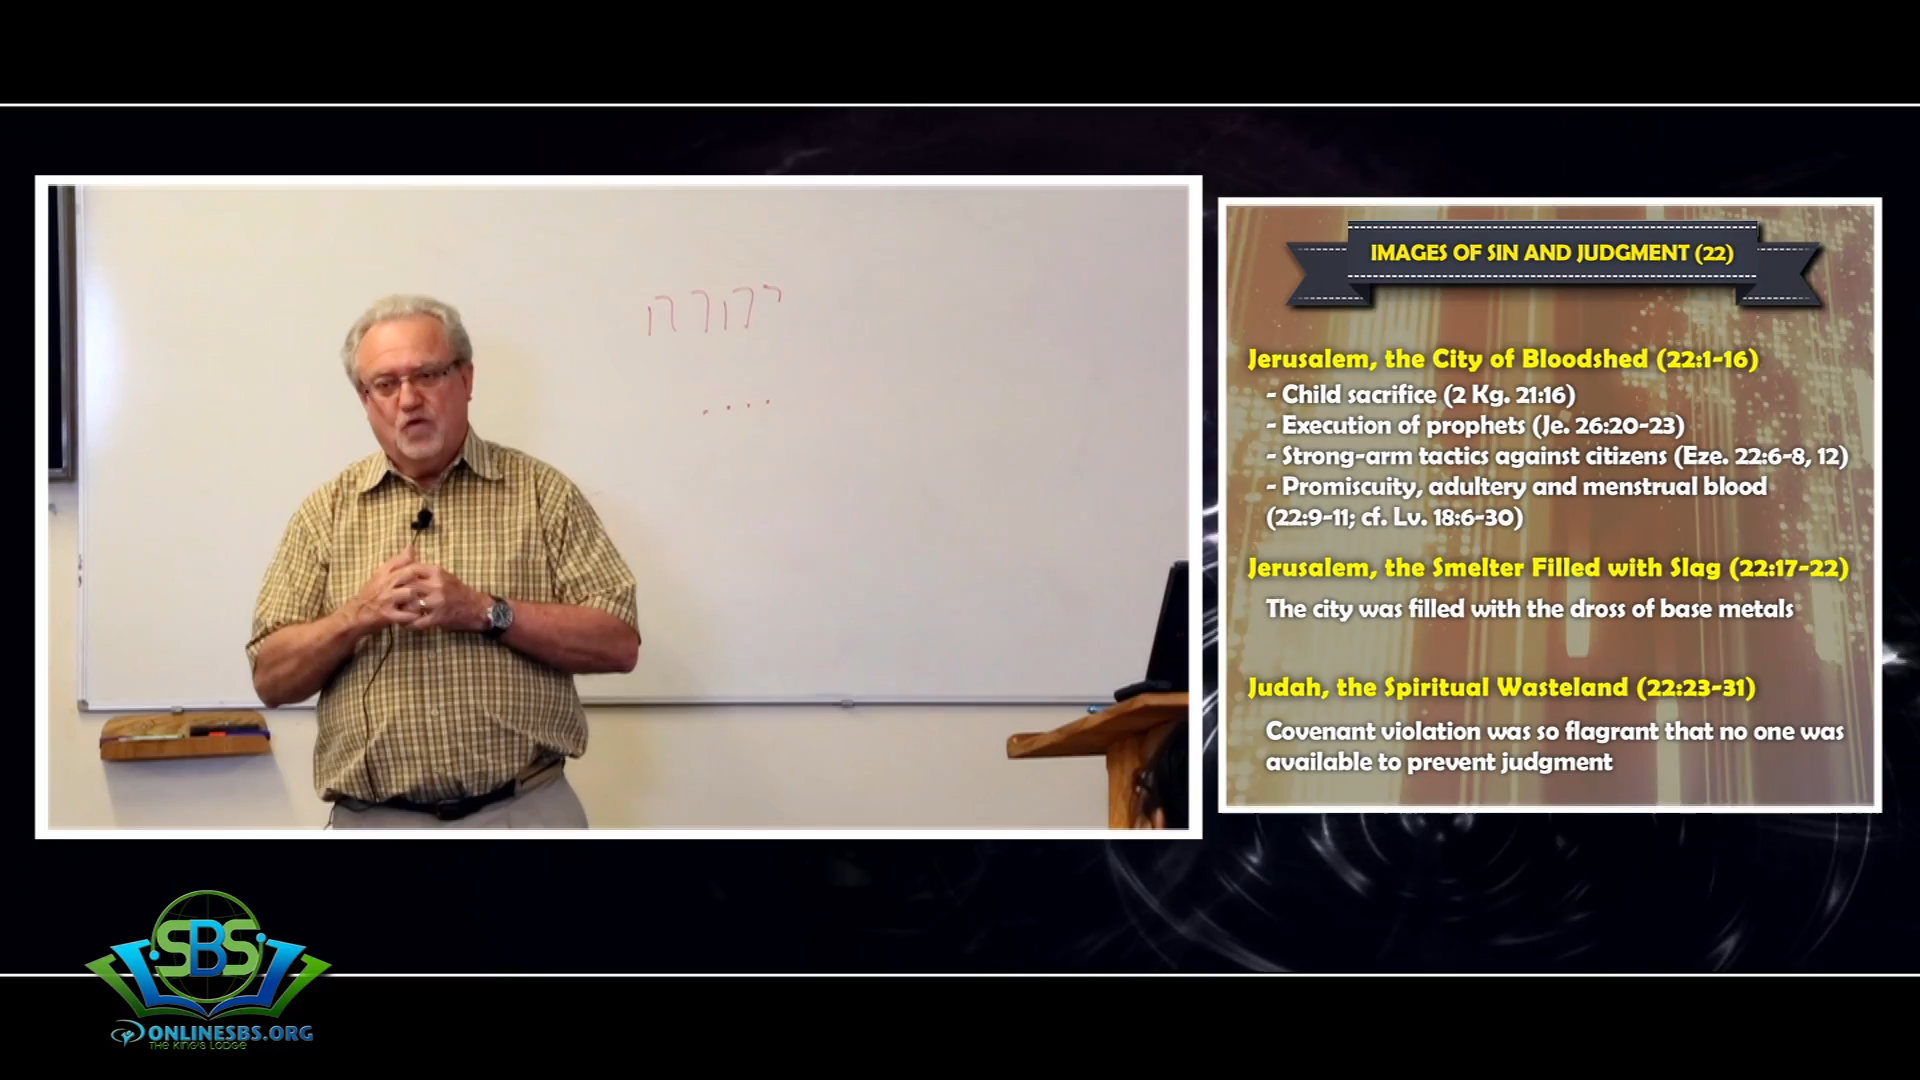 יהוה
. . . .
IMAGES OF SIN AND JUDGMENT (22)
Jerusalem, the City of Bloodshed (22:1-16)
- Child sacrifice (2 Kg. 21:16)
- Execution of prophets (Je. 26:20-23)
- Strong-arm tactics against citizens (Eze. 22:6-8, 12)
- Promiscuity, adultery and menstrual blood
(22:9-11; cf. Lv. 18:6-30)
Jerusalem, the Smelter Filled with Slag (22:17-22)
The city was filled with the dross of base metals
Judah, the Spiritual Wasteland (22:23-31)
Covenant violation was so flagrant that no one was
available to prevent judgment
SBS
ONLINESBS.ORG
THE KING'S LODGE